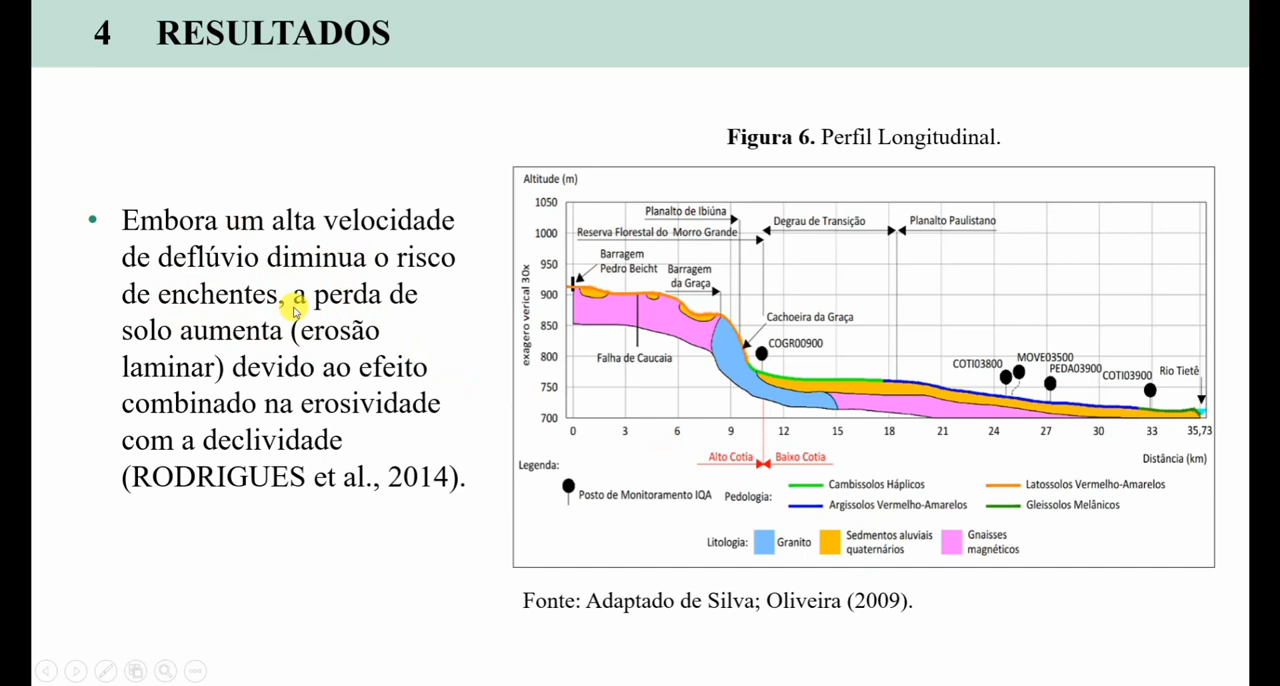 4 RESULTADOS
Figura 6. Perfil Longitudinal.
• Embora um alta velocidade
de deflúvio diminua o risco
de enchentes, a perda de
solo aumenta (erosão
laminar) devido ao efeito
combinado na erosividade
com a declividade
(RODRIGUES et al., 2014).
Altitude (m)
exagero verical 30x
1050
1000
950
900
850
800
750
700
Planalto de Ibiúna
Degrau de Transição
Planalto Paulistano
Reserva Florestal do Morro Grande
Barragem
Pedro Beicht
Barragem
da Graça
Cachoeira da Graça
COGR00900
Falha de Caucaia
COTI03800
MOVE03500
PEDA03900
COTI03900
Rio Tietê
0 3 6 9 12 15 18 21 24 27 30 33 35,73
Alto Cotia Baixo Cotia
Distância (km)
Legenda:
Posto de Monitoramento IQA
Pedologia:
Cambissolos Háplicos
Latossolos Vermelho-Amarelos
Argissolos Vermelho-Amarelos
Gleissolos Melânicos
Litologia:
Granito
Sedmentos aluviais
quaternários
Gnaisses
magnéticos
Fonte: Adaptado de Silva; Oliveira (2009).